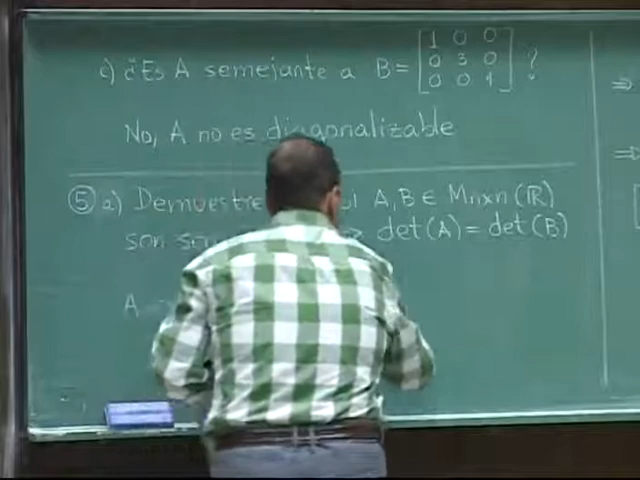 c) ¿Es A semejante a B = [1 0 0
0 3 0
0 0 1] ?
No, A no es diagonalizable
⑤ a) Demuestre si A, B ∈ Mnxn (ℝ)
son det(A) = det(B)
A
⇒
⇒